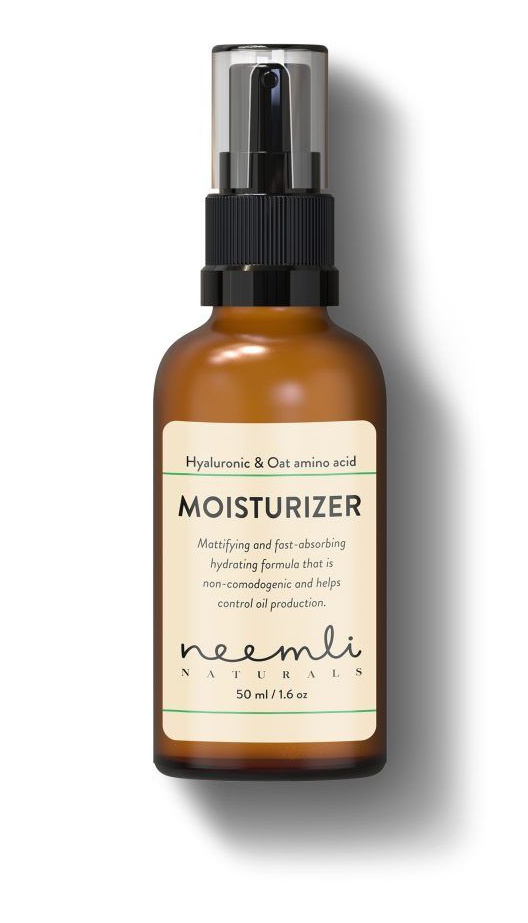 Hyaluronic & Oat amino acid
MOISTURIZER
Mattifying and fast-absorbing
hydrating formula that is
non-comodogenic and helps
control oil production.
neemli
NATURALS
50 ml / 1.6 oz